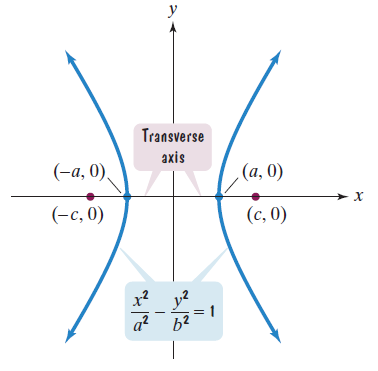 y
Transverse
axis
(−a, 0)
(a, 0)
x
(−c, 0)
(c, 0)
x²/a² − y²/b² = 1